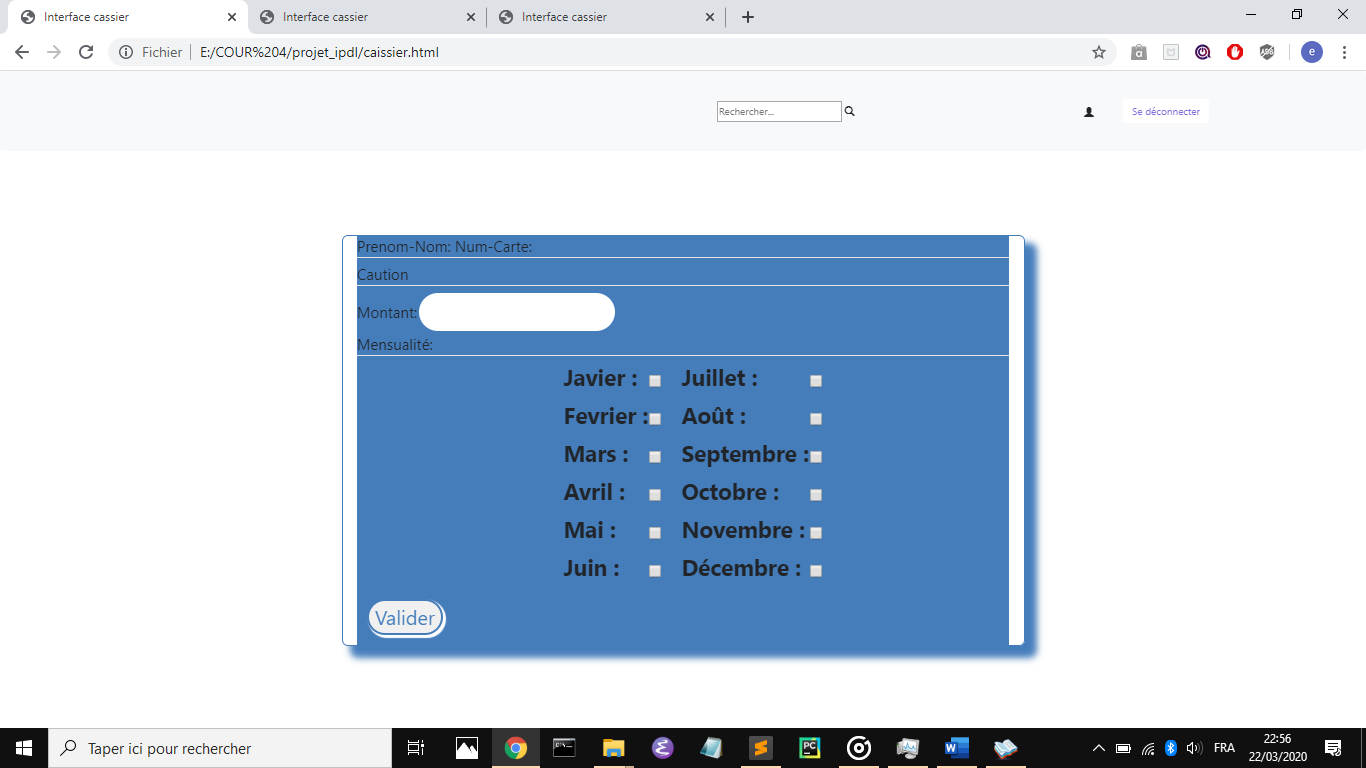 Interface cassier Interface cassier Interface cassier
Fichier E:/COUR%204/projet_ipdl/caissier.html e
Rechercher... Se déconnecter
Prenom-Nom: Num-Carte:
Caution
Montant:
Mensualité:
Javier : Juillet :
Fevrier : Août :
Mars : Septembre :
Avril : Octobre :
Mai : Novembre :
Juin : Décembre :
Valider
Taper ici pour rechercher FRA 22:56
22/03/2020